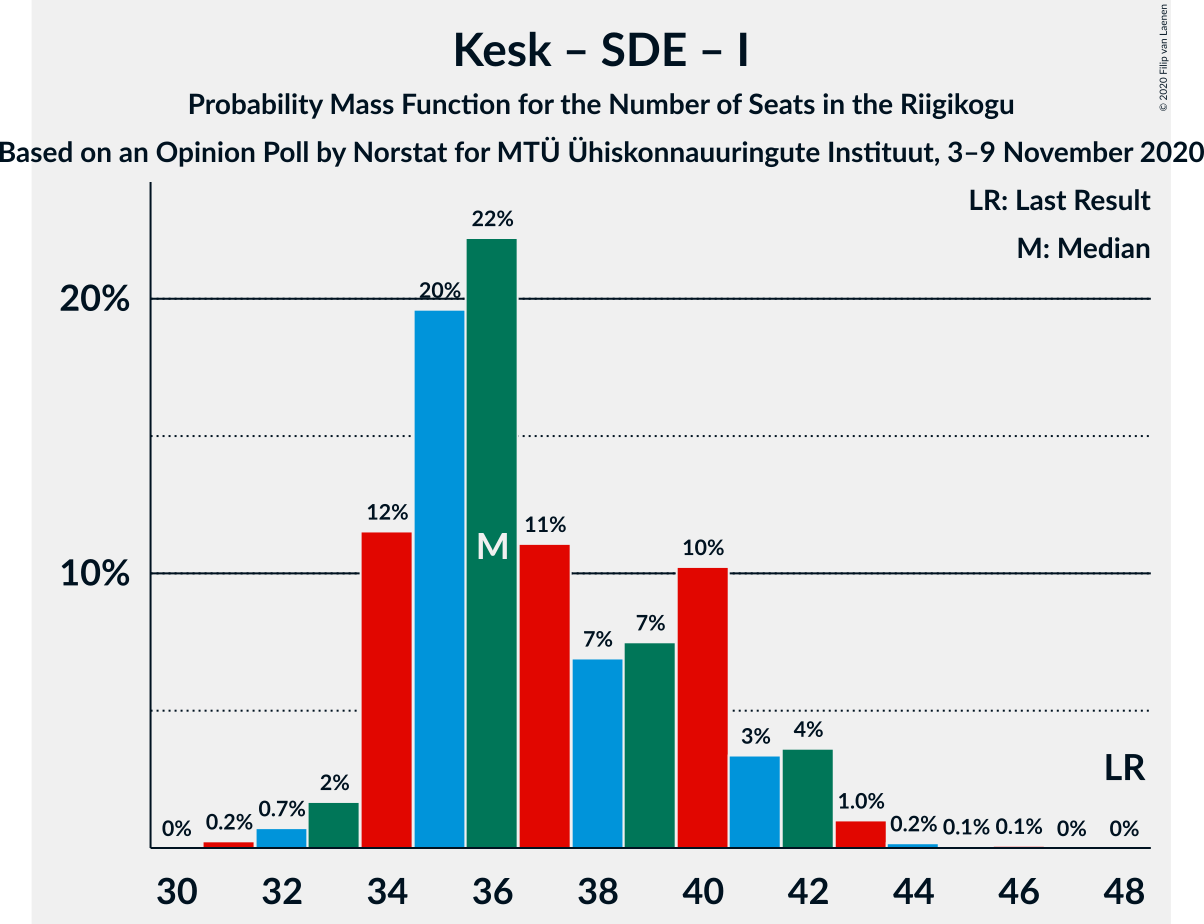 Kesk – SDE – I
Probability Mass Function for the Number of Seats in the Riigikogu
Based on an Opinion Poll by Norstat for MTÜ Ühiskonnauuringute Instituut, 3–9 November 2020
© 2020 Filip van Laenen
LR: Last Result
M: Median
20%
10%
0% 0.2% 0.7% 2% 12% 20% 22% 11% 7% 7% 10% 3% 4% 1.0% 0.2% 0.1% 0.1% 0% 0%
M
LR
30 32 34 36 38 40 42 44 46 48